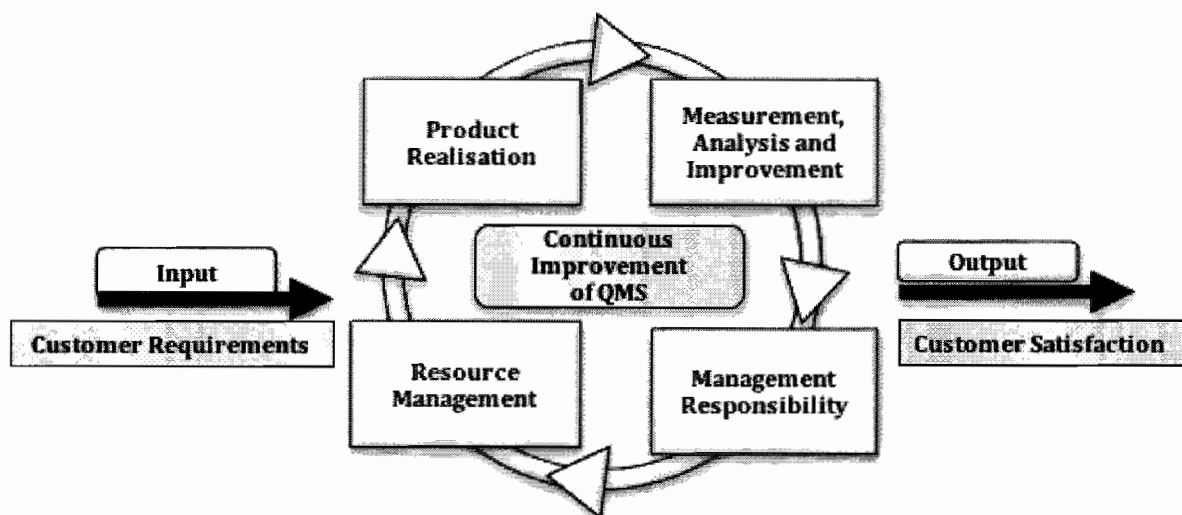 Product
Realisation
Measurement,
Analysis and
Improvement
Continuous
Improvement
of QMS
Input
Customer Requirements
Output
Customer Satisfaction
Resource
Management
Management
Responsibility